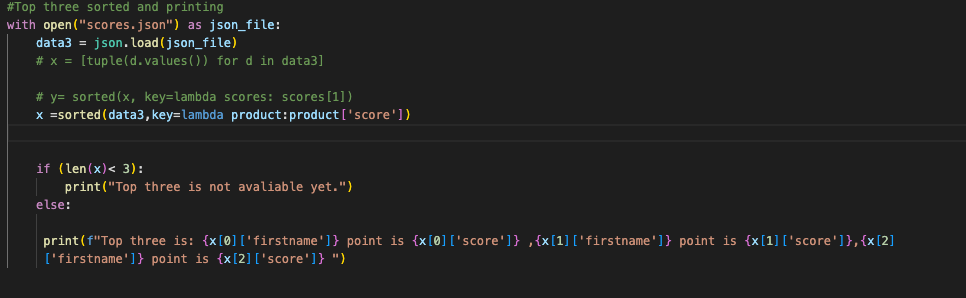 #Top three sorted and printing
with open("scores.json") as json_file:
    data3 = json.load(json_file)
    # x = [tuple(d.values()) for d in data3]
    # y= sorted(x, key=lambda scores: scores[1])
    x =sorted(data3,key=lambda product:product['score'])
    if (len(x)< 3):
        print("Top three is not avaliable yet.")
    else:
     print(f"Top three is: {x[0]['firstname']} point is {x[0]['score']} ,{x[1]['firstname']} point is {x[1]['score']},{x[2]
     ['firstname']} point is {x[2]['score']} ")